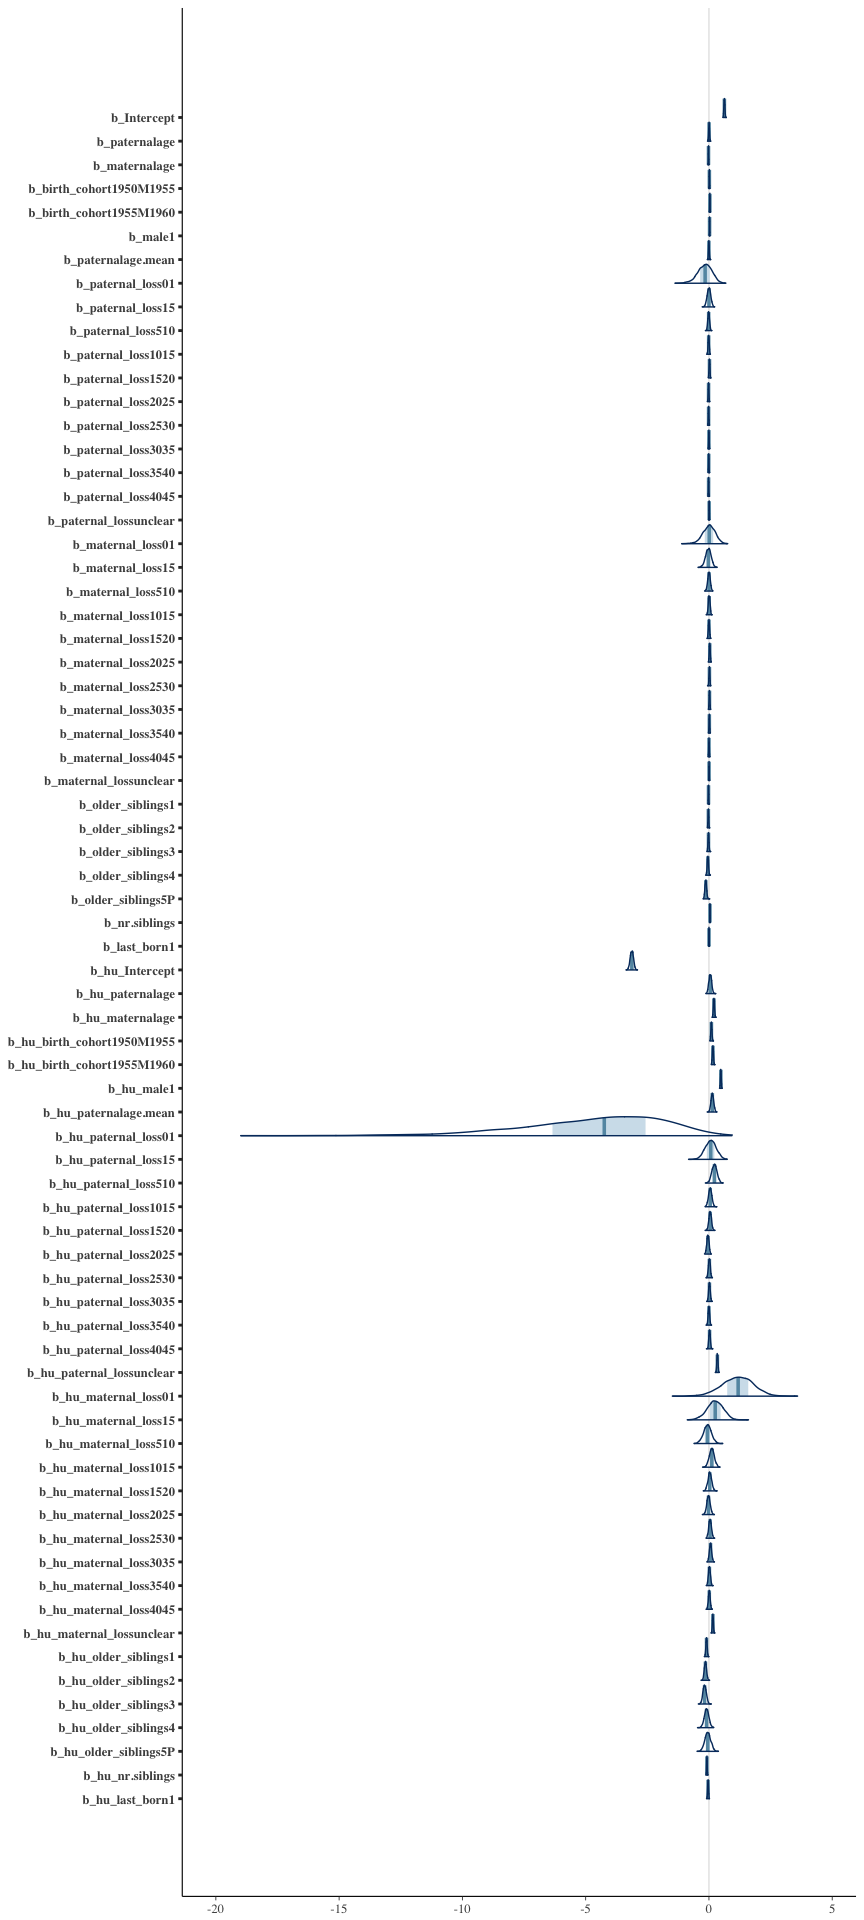 b_Intercept
b_paternalage
b_maternalage
b_birth_cohort1950M1955
b_birth_cohort1955M1960
b_male1
b_paternalage.mean
b_paternal_loss01
b_paternal_loss15
b_paternal_loss510
b_paternal_loss1015
b_paternal_loss1520
b_paternal_loss2025
b_paternal_loss2530
b_paternal_loss3035
b_paternal_loss3540
b_paternal_loss4045
b_paternal_lossunclear
b_maternal_loss01
b_maternal_loss15
b_maternal_loss510
b_maternal_loss1015
b_maternal_loss1520
b_maternal_loss2025
b_maternal_loss2530
b_maternal_loss3035
b_maternal_loss3540
b_maternal_loss4045
b_maternal_lossunclear
b_older_siblings1
b_older_siblings2
b_older_siblings3
b_older_siblings4
b_older_siblings5P
b_nr.siblings
b_last_born1
b_hu_Intercept
b_hu_paternalage
b_hu_maternalage
b_hu_birth_cohort1950M1955
b_hu_birth_cohort1955M1960
b_hu_male1
b_hu_paternalage.mean
b_hu_paternal_loss01
b_hu_paternal_loss15
b_hu_paternal_loss510
b_hu_paternal_loss1015
b_hu_paternal_loss1520
b_hu_paternal_loss2025
b_hu_paternal_loss2530
b_hu_paternal_loss3035
b_hu_paternal_loss3540
b_hu_paternal_loss4045
b_hu_paternal_lossunclear
b_hu_maternal_loss01
b_hu_maternal_loss15
b_hu_maternal_loss510
b_hu_maternal_loss1015
b_hu_maternal_loss1520
b_hu_maternal_loss2025
b_hu_maternal_loss2530
b_hu_maternal_loss3035
b_hu_maternal_loss3540
b_hu_maternal_loss4045
b_hu_maternal_lossunclear
b_hu_older_siblings1
b_hu_older_siblings2
b_hu_older_siblings3
b_hu_older_siblings4
b_hu_older_siblings5P
b_hu_nr.siblings
b_hu_last_born1
-20 -15 -10 -5 0 5